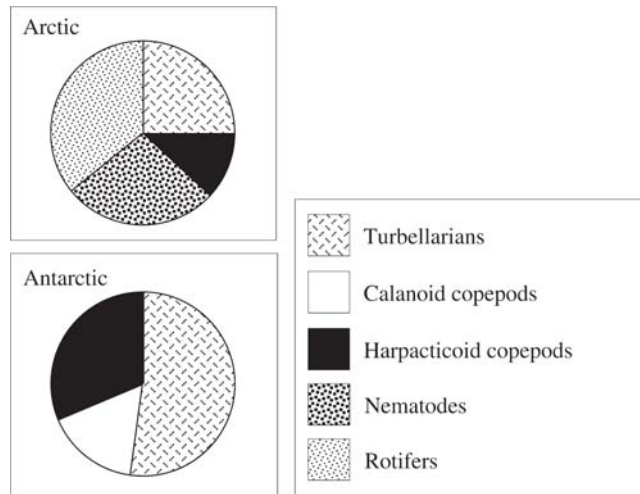 Arctic
Antarctic
Turbellarians
Calanoid copepods
Harpacticoid copepods
Nematodes
Rotifers